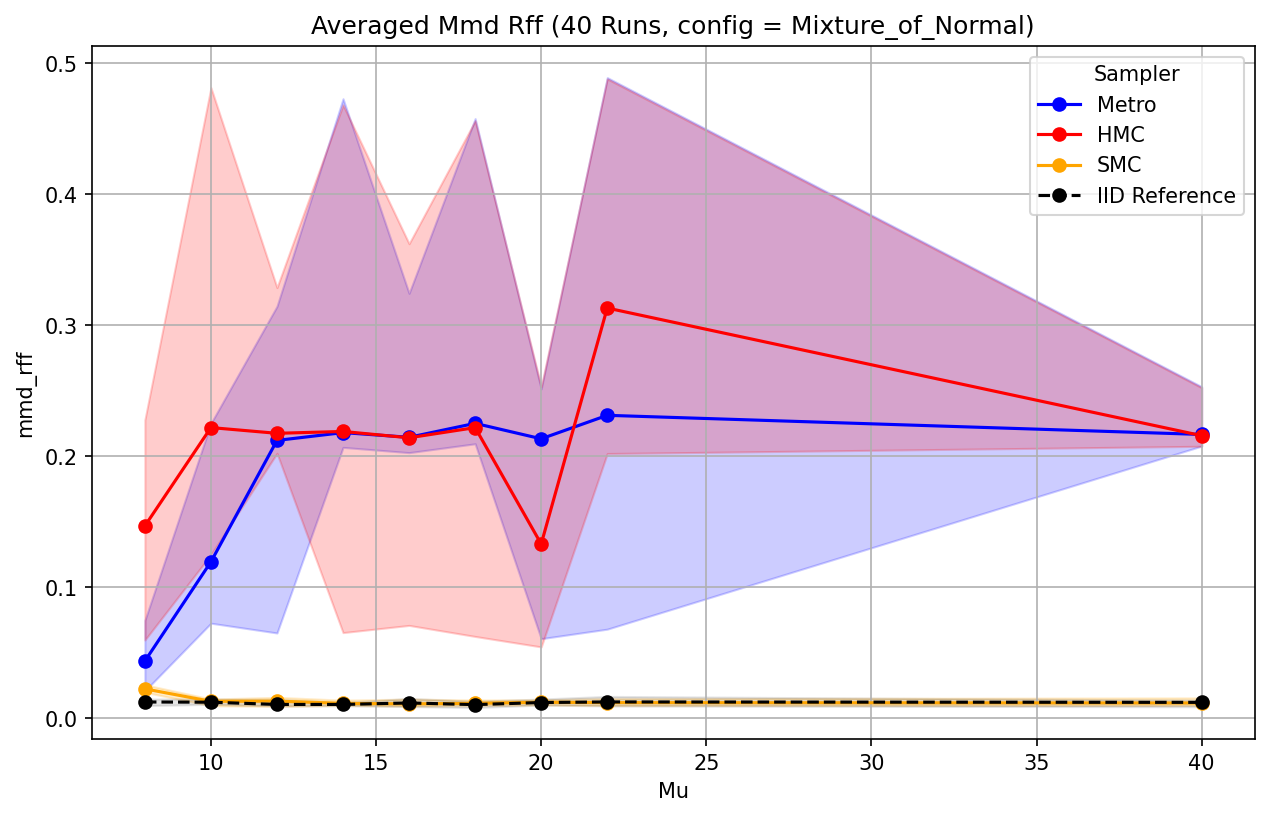 Averaged Mmd Rff (40 Runs, config = Mixture_of_Normal)
Sampler
Metro
HMC
SMC
IID Reference
mmd_rff
0.5
0.4
0.3
0.2
0.1
0.0
10
15
20
25
30
35
40
Mu